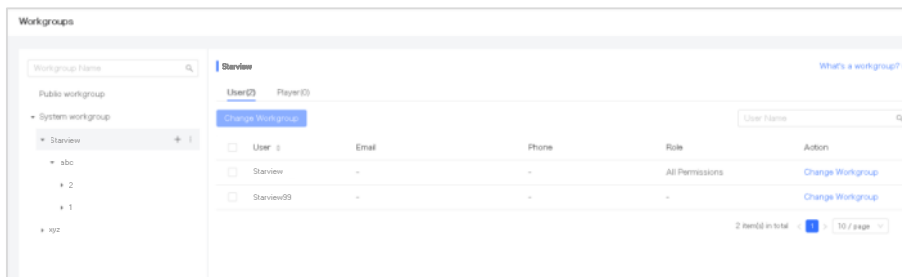 Workgroups
Workgroup Name
Public workgroup
System workgroup
Starview
abc
2
1
xyz
Starview
What's a workgroup?
User(2) Player(0)
Change Workgroup
User Name
User Email Phone Role Action
Starview - - All Permissions Change Workgroup
Starview99 - - - Change Workgroup
2 item(s) in total < 1 > 10 / page